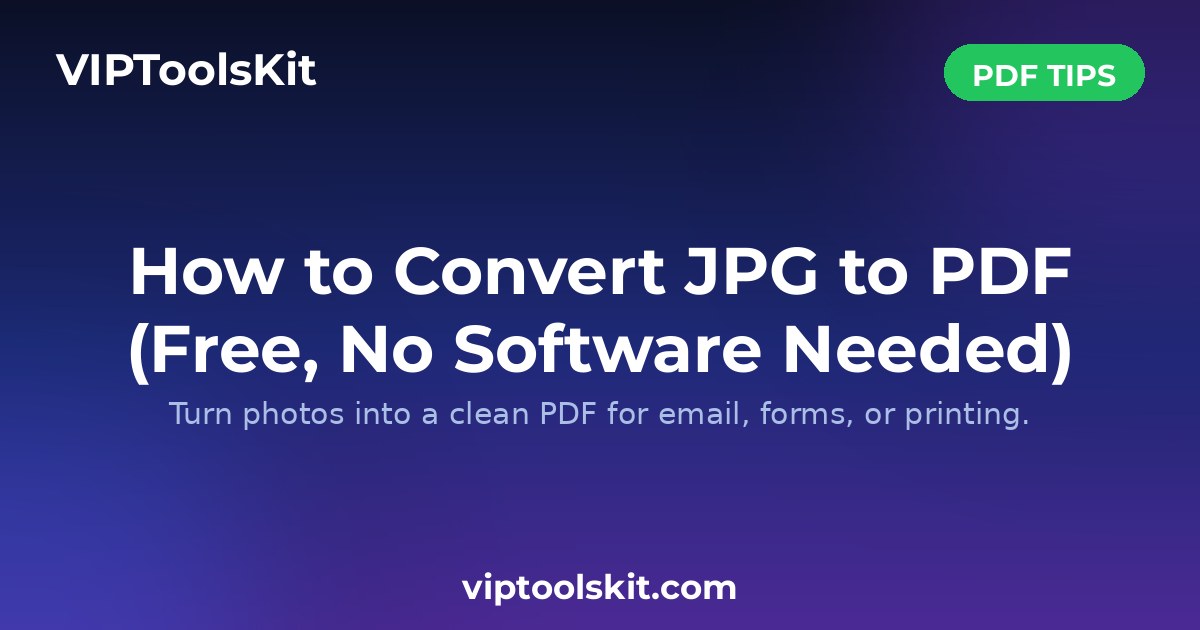 VIPToolsKit
PDF TIPS
How to Convert JPG to PDF
(Free, No Software Needed)
Turn photos into a clean PDF for email, forms, or printing.
viptoolskit.com